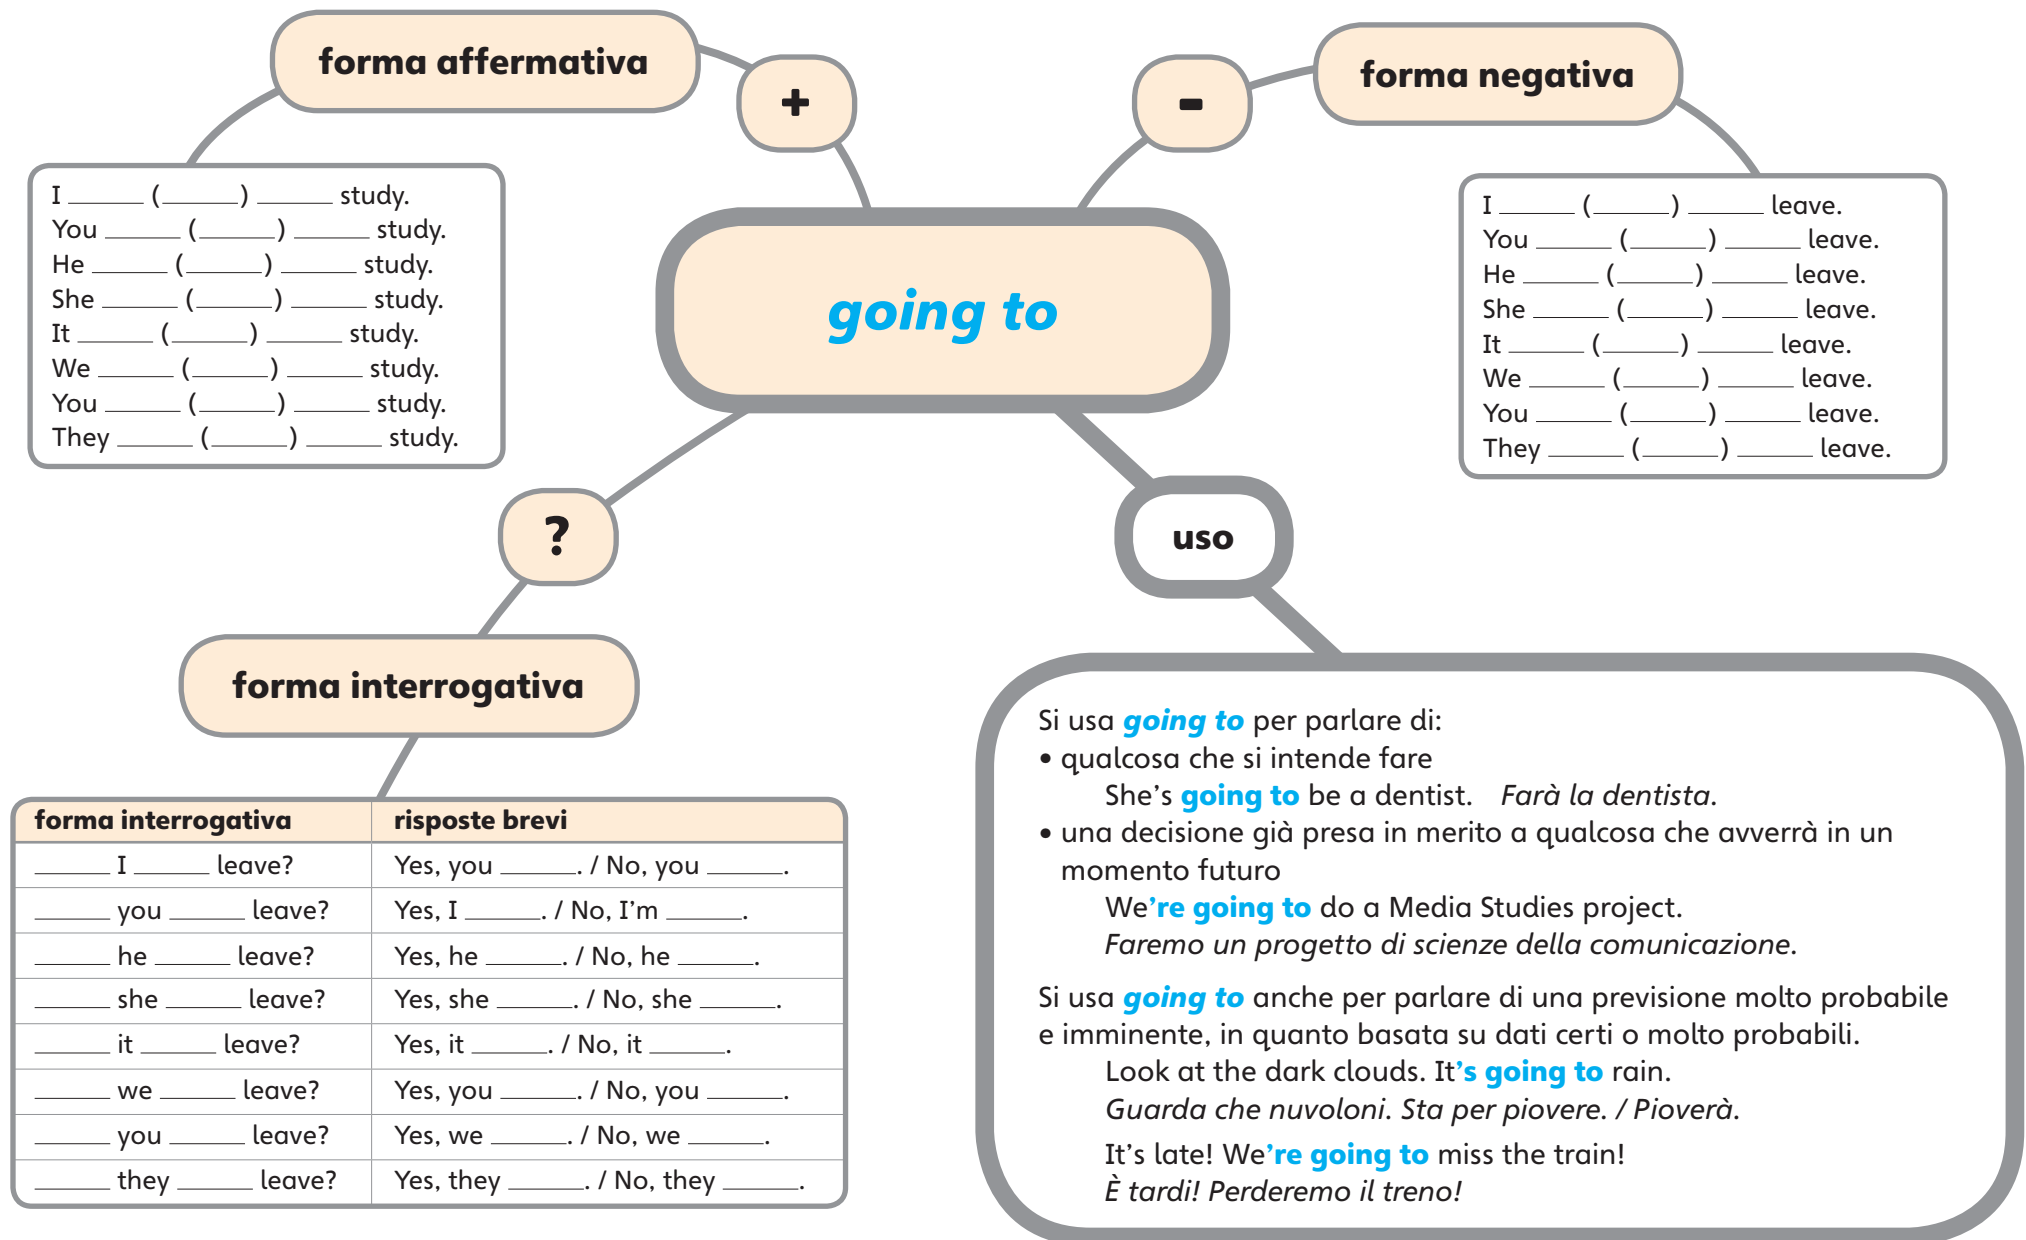 forma affermativa
+
-
forma negativa
I ______ (______) ______ study.
You ______ (______) ______ study.
He ______ (______) ______ study.
She ______ (______) ______ study.
It ______ (______) ______ study.
We ______ (______) ______ study.
You ______ (______) ______ study.
They ______ (______) ______ study.
going to
I ______ (______) ______ leave.
You ______ (______) ______ leave.
He ______ (______) ______ leave.
She ______ (______) ______ leave.
It ______ (______) ______ leave.
We ______ (______) ______ leave.
You ______ (______) ______ leave.
They ______ (______) ______ leave.
?
forma interrogativa
forma interrogativa risposte brevi
______ I ______ leave? Yes, you ______. / No, you ______.
______ you ______ leave? Yes, I ______. / No, I’m ______.
______ he ______ leave? Yes, he ______. / No, he ______.
______ she ______ leave? Yes, she ______. / No, she ______.
______ it ______ leave? Yes, it ______. / No, it ______.
______ we ______ leave? Yes, you ______. / No, you ______.
______ you ______ leave? Yes, we ______. / No, we ______.
______ they ______ leave? Yes, they ______. / No, they ______.
uso
Si usa going to per parlare di:
• qualcosa che si intende fare
She’s going to be a dentist. Farà la dentista.
• una decisione già presa in merito a qualcosa che avverrà in un
momento futuro
We’re going to do a Media Studies project.
Faremo un progetto di scienze della comunicazione.
Si usa going to anche per parlare di una previsione molto probabile
e imminente, in quanto basata su dati certi o molto probabili.
Look at the dark clouds. It’s going to rain.
Guarda che nuvoloni. Sta per piovere. / Pioverà.
It’s late! We’re going to miss the train!
È tardi! Perderemo il treno!